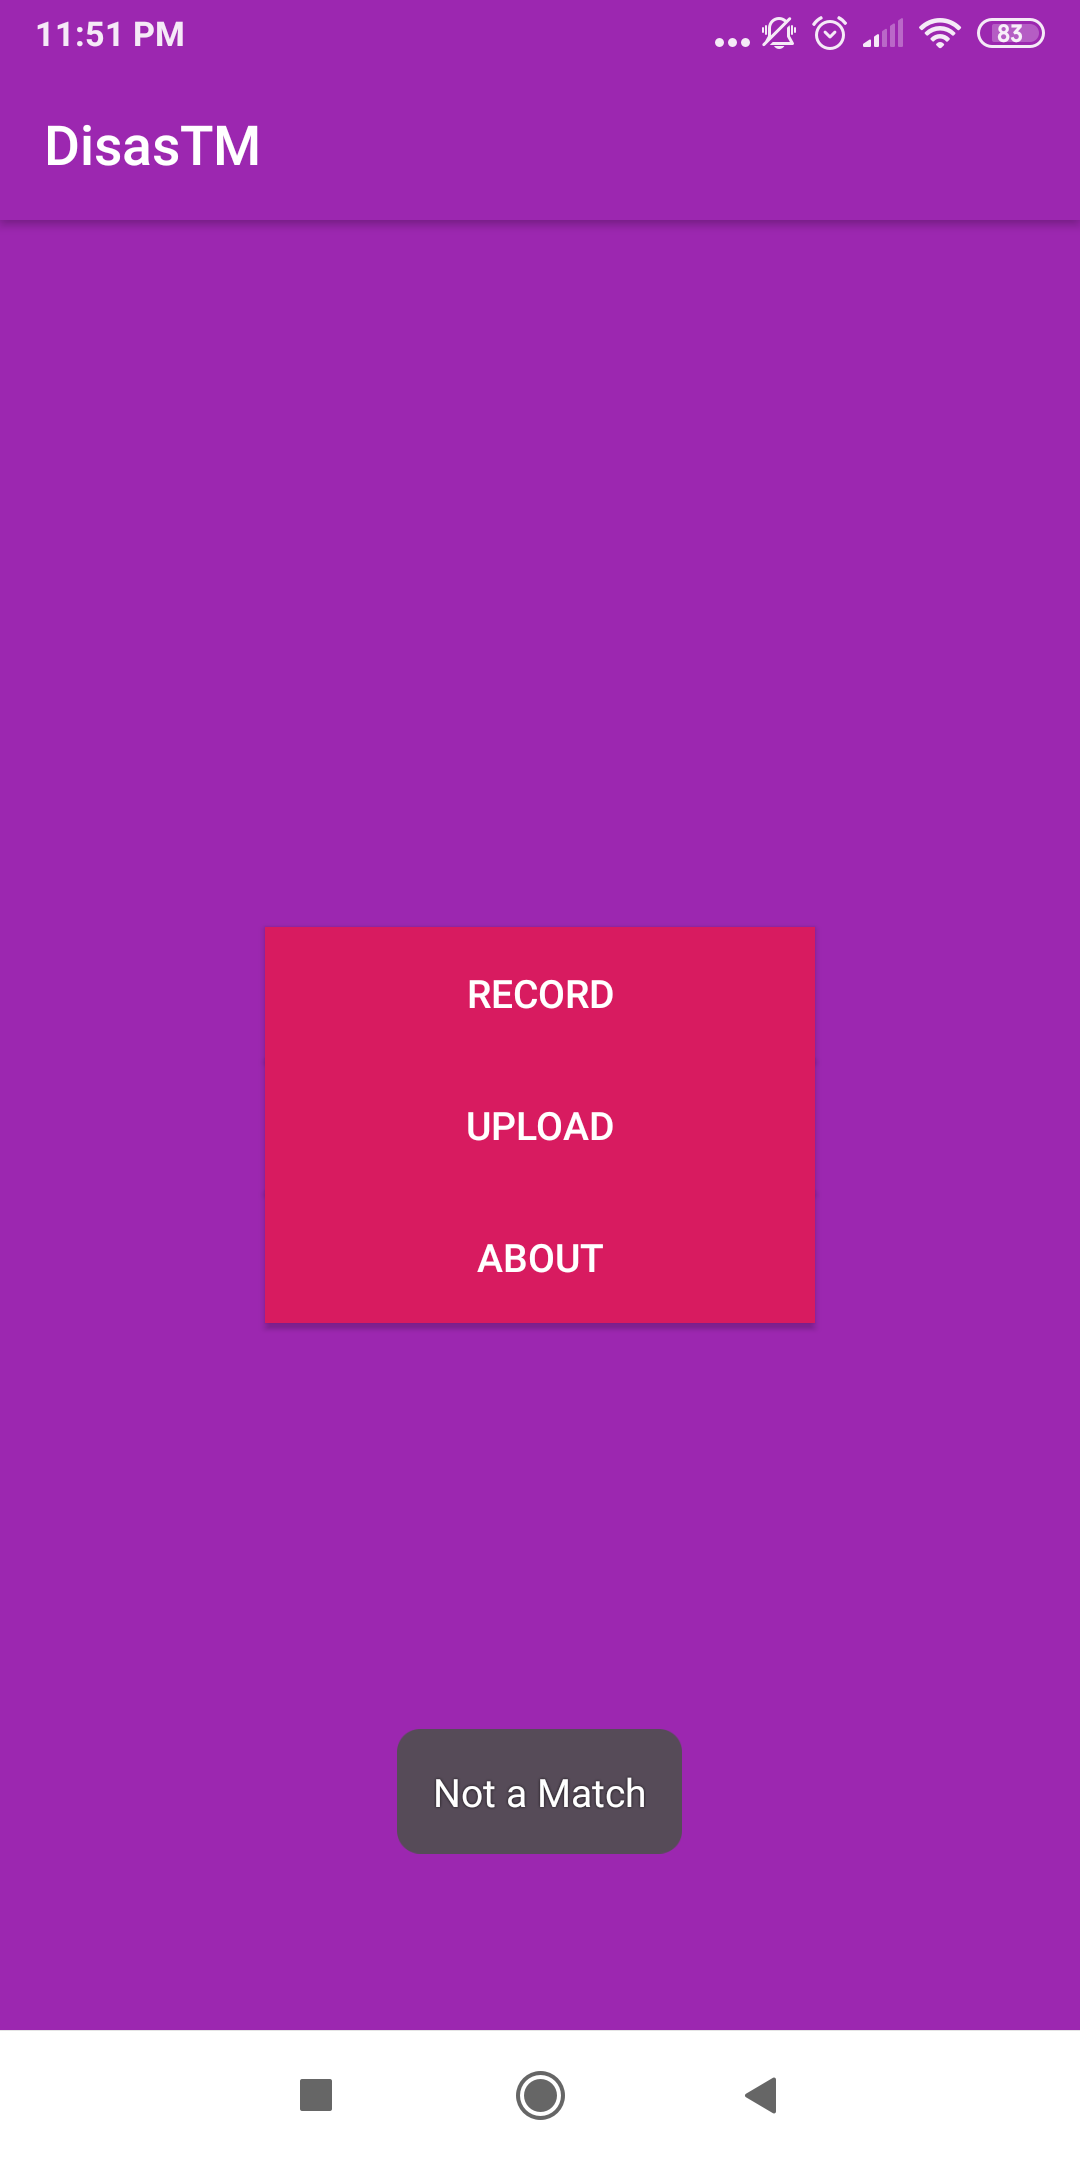 11:51 PM
83
DisasTM
RECORD
UPLOAD
ABOUT
Not a Match